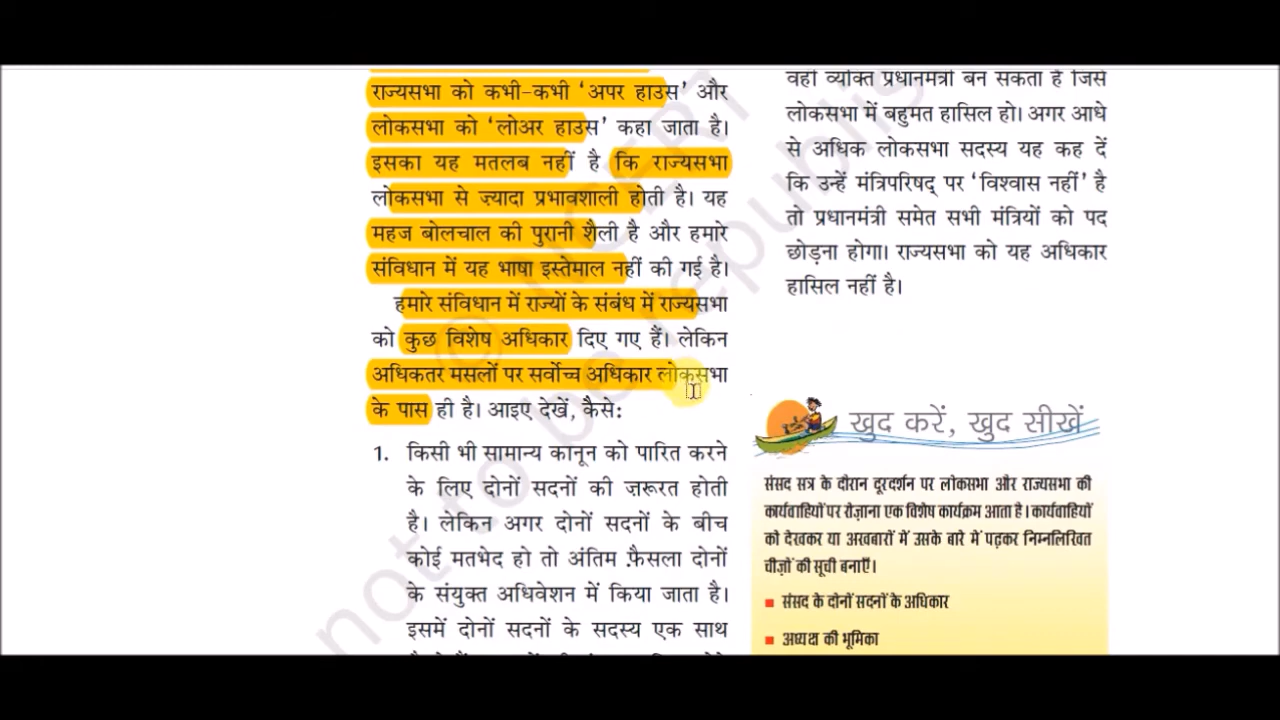 राज्यसभा को कभी-कभी ‘अपर हाउस’ और
लोकसभा को ‘लोअर हाउस’ कहा जाता है।
इसका यह मतलब नहीं है कि राज्यसभा
लोकसभा से ज्यादा प्रभावशाली होती है। यह
महज बोलचाल की पुरानी शैली है और हमारे
संविधान में यह भाषा इस्तेमाल नहीं की गई है।
हमारे संविधान में राज्यों के संबंध में राज्यसभा
को कुछ विशेष अधिकार दिए गए हैं। लेकिन
अधिकतर मसलों पर सर्वोच्च अधिकार लोकसभा
के पास ही है। आइए देखें, कैसे:
1. किसी भी सामान्य कानून को पारित करने
के लिए दोनों सदनों की ज़रूरत होती
है। लेकिन अगर दोनों सदनों के बीच
कोई मतभेद हो तो अंतिम फ़ैसला दोनों
के संयुक्त अधिवेशन में किया जाता है।
इसमें दोनों सदनों के सदस्य एक साथ
वही व्यक्ति प्रधानमंत्री बन सकता है जिसे
लोकसभा में बहुमत हासिल हो। अगर आधे
से अधिक लोकसभा सदस्य यह कह दें
कि उन्हें मंत्रिपरिषद् पर ‘विश्वास नहीं’ है
तो प्रधानमंत्री समेत सभी मंत्रियों को पद
छोड़ना होगा। राज्यसभा को यह अधिकार
हासिल नहीं है।
खुद करें, खुद सीखें
संसद सत्र के दौरान दूरदर्शन पर लोकसभा और राज्यसभा की
कार्यवाहियों पर रोज़ाना एक विशेष कार्यक्रम आता है। कार्यवाहियों
को देखकर या अखबारों में उसके बारे में पढ़कर निम्नलिखित
चीज़ों की सूची बनाएँ।
संसद के दोनों सदनों के अधिकार
अध्यक्ष की भूमिका
© NCERT
not to be republis